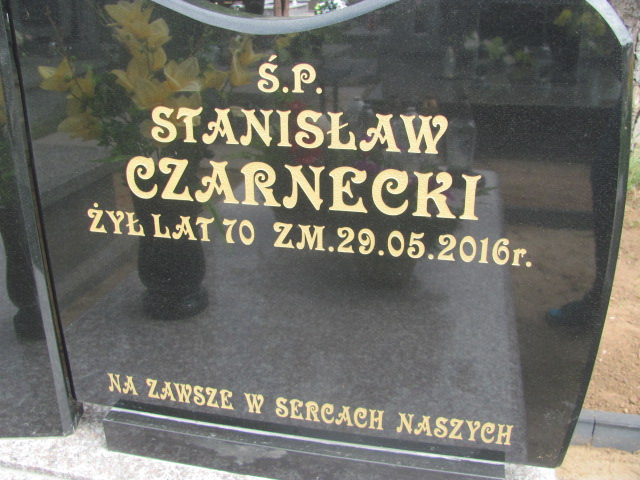 Ś.P.
STANISŁAW
CZARNECKI
ŻYŁ LAT 70 ZM.29.05.2016r.
NA ZAWSZE W SERCACH NASZYCH